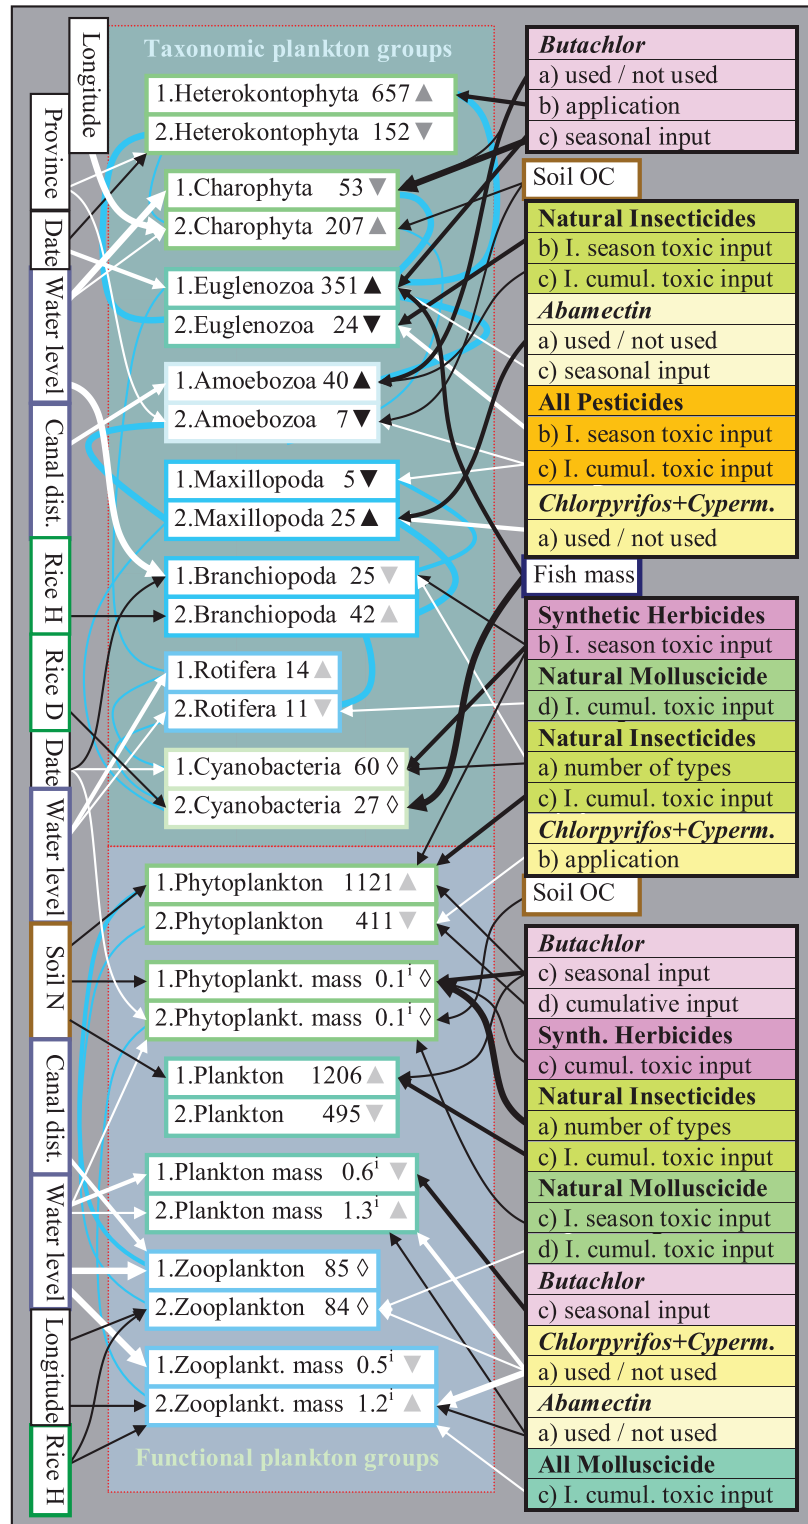 Longitude
Province
Date
Water level
Canal dist.
Rice H
Rice D
Date
Water level
Soil N
Canal dist.
Water level
Longitude
Rice H
Taxonomic plankton groups
1.Heterokontophyta 657 ▲
2.Heterokontophyta 152 ▼
1.Charophyta 53 ▼
2.Charophyta 207 ▲
1.Euglenozoa 351 ▲
2.Euglenozoa 24 ▼
1.Amoebozoa 40 ▲
2.Amoebozoa 7 ▼
1.Maxillopoda 5 ▼
2.Maxillopoda 25 ▲
1.Branchiopoda 25 ▼
2.Branchiopoda 42 ▲
1.Rotifera 14 ▲
2.Rotifera 11 ▼
1.Cyanobacteria 60 ◊
2.Cyanobacteria 27 ◊
1.Phytoplankton 1121 ▲
2.Phytoplankton 411 ▼
1.Phytoplankt. mass 0.1ⁱ ◊
2.Phytoplankt. mass 0.1ⁱ ◊
1.Plankton 1206 ▲
2.Plankton 495 ▼
1.Plankton mass 0.6ⁱ ▼
2.Plankton mass 1.3ⁱ ▲
1.Zooplankton 85 ◊
2.Zooplankton 84 ◊
1.Zooplankt. mass 0.5ⁱ ▼
2.Zooplankt. mass 1.2ⁱ ▲
Functional plankton groups
Butachlor
a) used / not used
b) application
c) seasonal input
Soil OC
Natural Insecticides
b) I. season toxic input
c) I. cumul. toxic input
Abamectin
a) used / not used
c) seasonal input
All Pesticides
b) I. season toxic input
c) I. cumul. toxic input
Chlorpyrifos+Cyperm.
a) used / not used
Fish mass
Synthetic Herbicides
b) I. season toxic input
Natural Molluscicide
d) I. cumul. toxic input
Natural Insecticides
a) number of types
c) I. cumul. toxic input
Chlorpyrifos+Cyperm.
b) application
Soil OC
Butachlor
c) seasonal input
d) cumulative input
Synth. Herbicides
c) cumul. toxic input
Natural Insecticides
a) number of types
c) I. cumul. toxic input
Natural Molluscicide
c) I. season toxic input
d) I. cumul. toxic input
Butachlor
c) seasonal input
Chlorpyrifos+Cyperm.
a) used / not used
Abamectin
a) used / not used
All Molluscicide
c) I. cumul. toxic input